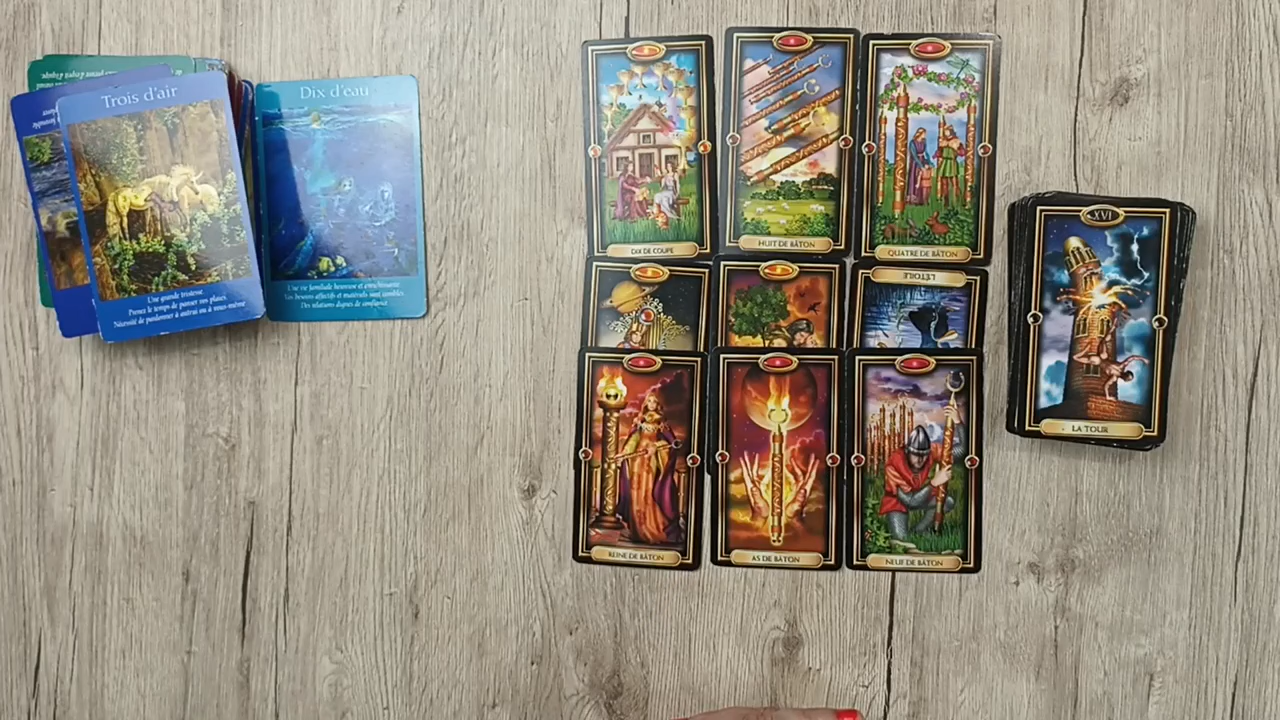 Trois d'air
Une grande tristesse
Prenez le temps de panser vos plaies
Nécessité de pardonner à autrui ou à vous-même
Dix d'eau
Une vie familiale heureuse et enrichissante
Vos besoins affectifs et matériels sont comblés
Des relations dignes de confiance
DIX DE COUPE
HUIT DE BÂTON
QUATRE DE BÂTON
L'ÉTOILE
REINE DE BÂTON
AS DE BÂTON
NEUF DE BÂTON
XVI
LA TOUR